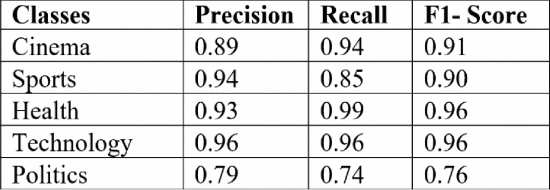 Classes Precision Recall F1- Score
Cinema 0.89 0.94 0.91
Sports 0.94 0.85 0.90
Health 0.93 0.99 0.96
Technology 0.96 0.96 0.96
Politics 0.79 0.74 0.76